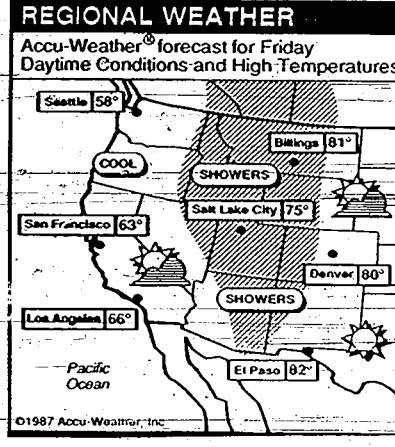 REGIONAL WEATHER
Accu-Weather® forecast for Friday
Daytime Conditions and High Temperatures
Seattle 58°
Billings 81°
COOL
SHOWERS
Salt Lake City 75°
San Francisco 63°
Denver 80°
SHOWERS
Los Angeles 66°
El Paso 82°
Pacific
Ocean
©1987 Accu-Weather, Inc